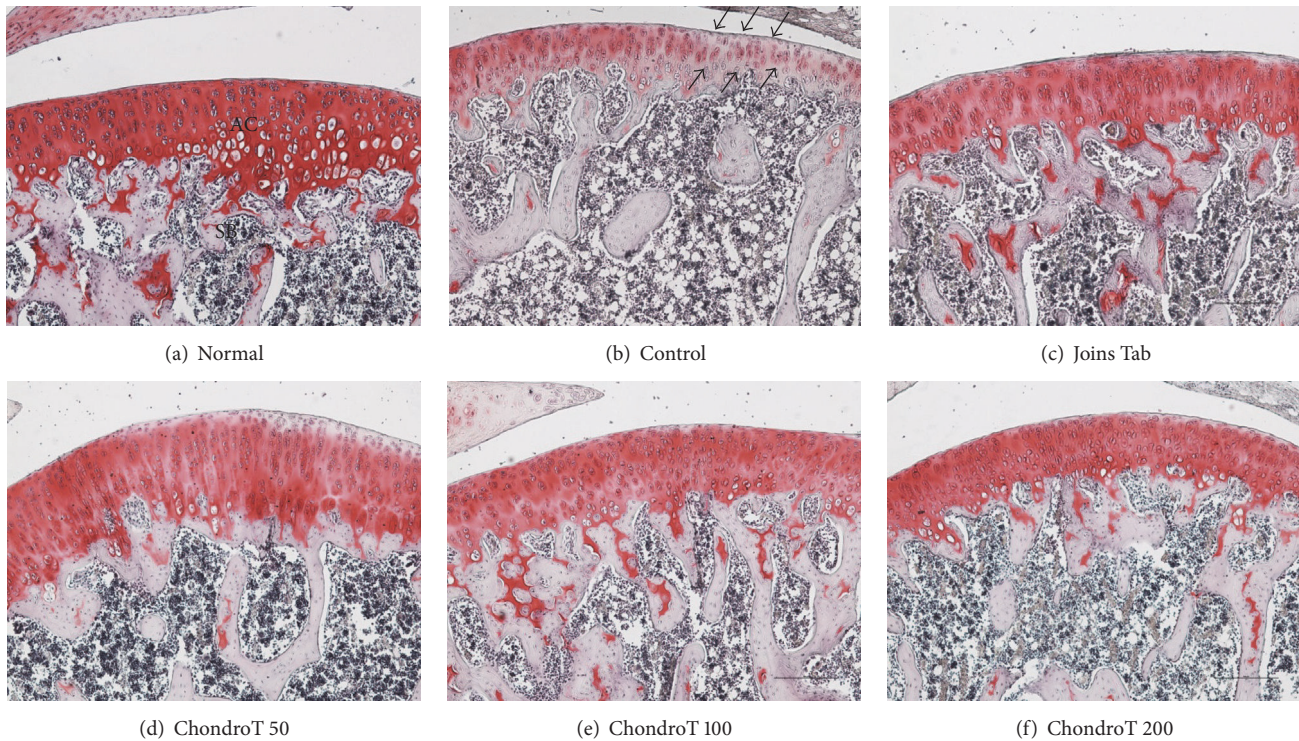 AC
SB
(a) Normal
(b) Control
(c) Joins Tab
(d) ChondroT 50
(e) ChondroT 100
(f) ChondroT 200